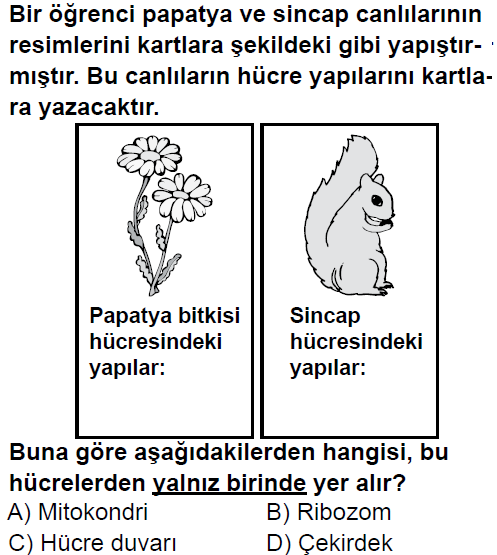 Bir öğrenci papatya ve sincap canlılarının
resimlerini kartlara şekildeki gibi yapıştır-
mıştır. Bu canlıların hücre yapılarını kartla-
ra yazacaktır.
Papatya bitkisi
hücresindeki
yapılar:
Sincap
hücresindeki
yapılar:
Buna göre aşağıdakilerden hangisi, bu
hücrelerden yalnız birinde yer alır?
A) Mitokondri B) Ribozom
C) Hücre duvarı D) Çekirdek